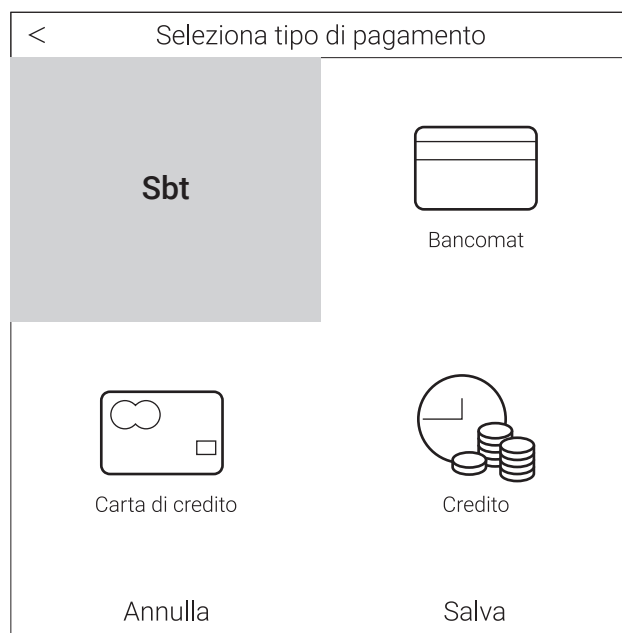 < Seleziona tipo di pagamento
Sbt
Bancomat
Carta di credito
Credito
Annulla
Salva